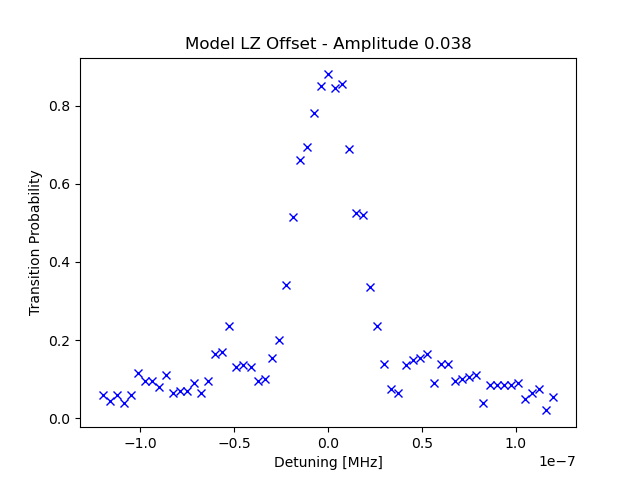 Model LZ Offset - Amplitude 0.038
Transition Probability
0.8
0.6
0.4
0.2
0.0
−1.0 −0.5 0.0 0.5 1.0
1e−7
Detuning [MHz]